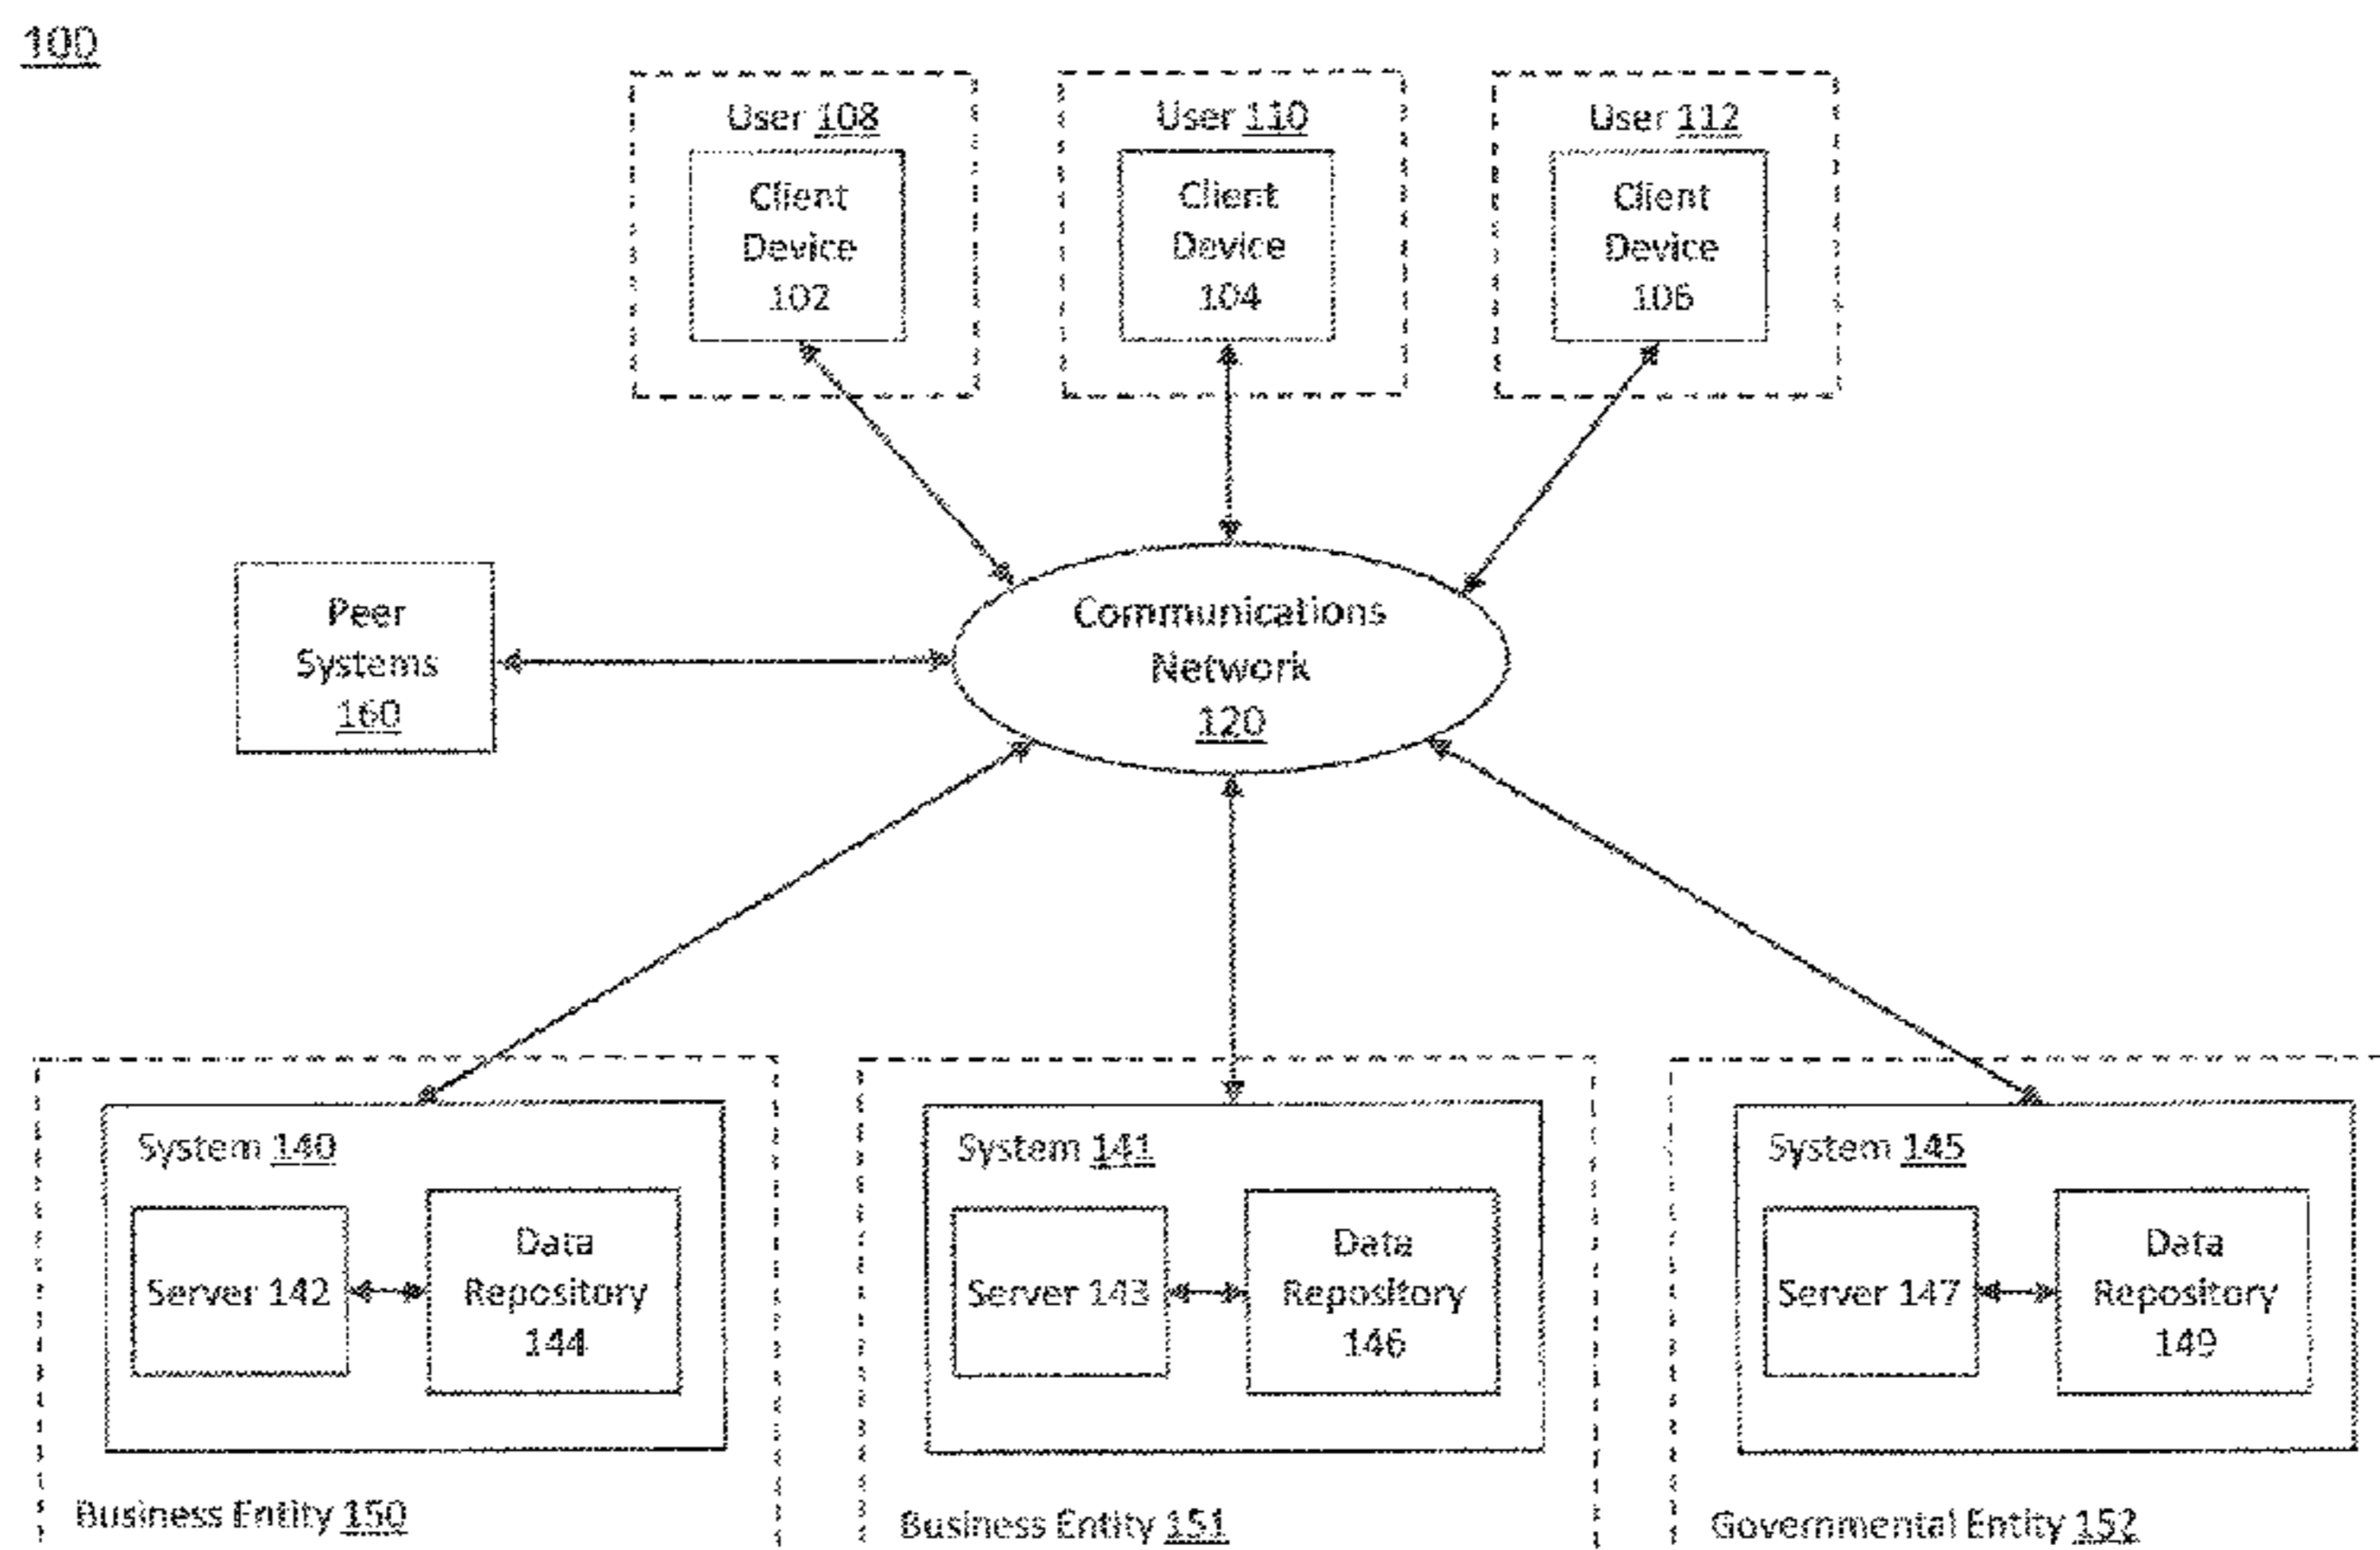 100
User 108
Client
Device
102
User 110
Client
Device
104
User 112
Client
Device
106
Peer
Systems
160
Communications
Network
120
System 140
Server 142
Data
Repository
144
Business Entity 150
System 141
Server 143
Data
Repository
146
Business Entity 151
System 145
Server 147
Data
Repository
149
Governmental Entity 152